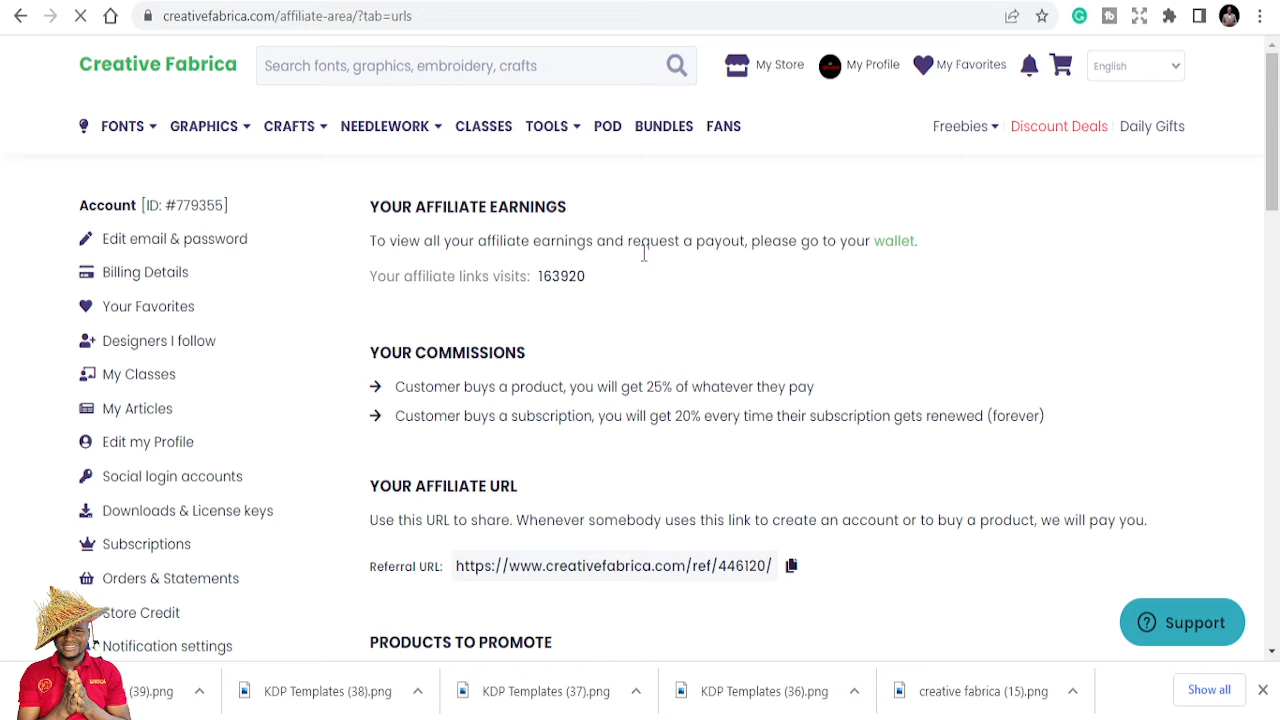 creativefabrica.com/affiliate-area/?tab=urls
Creative Fabrica
Search fonts, graphics, embroidery, crafts
My Store
My Profile
My Favorites
English
FONTS GRAPHICS CRAFTS NEEDLEWORK CLASSES TOOLS POD BUNDLES FANS
Freebies Discount Deals Daily Gifts
Account [ID: #779355]
Edit email & password
Billing Details
Your Favorites
Designers I follow
My Classes
My Articles
Edit my Profile
Social login accounts
Downloads & License keys
Subscriptions
Orders & Statements
Store Credit
Notification settings
YOUR AFFILIATE EARNINGS
To view all your affiliate earnings and request a payout, please go to your wallet.
Your affiliate links visits: 163920
YOUR COMMISSIONS
Customer buys a product, you will get 25% of whatever they pay
Customer buys a subscription, you will get 20% every time their subscription gets renewed (forever)
YOUR AFFILIATE URL
Use this URL to share. Whenever somebody uses this link to create an account or to buy a product, we will pay you.
Referral URL: https://www.creativefabrica.com/ref/446120/
PRODUCTS TO PROMOTE
Support
(39).png
KDP Templates (38).png
KDP Templates (37).png
KDP Templates (36).png
creative fabrica (15).png
Show all